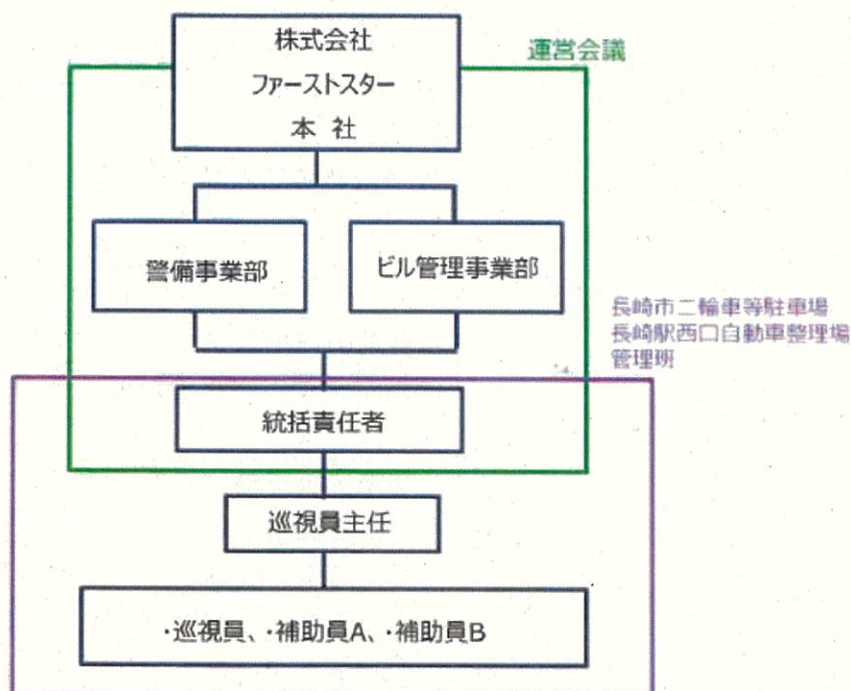 株式会社
ファーストスター
本 社
運営会議
警備事業部
ビル管理事業部
長崎市二輪車等駐車場
長崎駅西口自動車整理場
管理班
統括責任者
巡視員主任
・巡視員、・補助員A、・補助員B